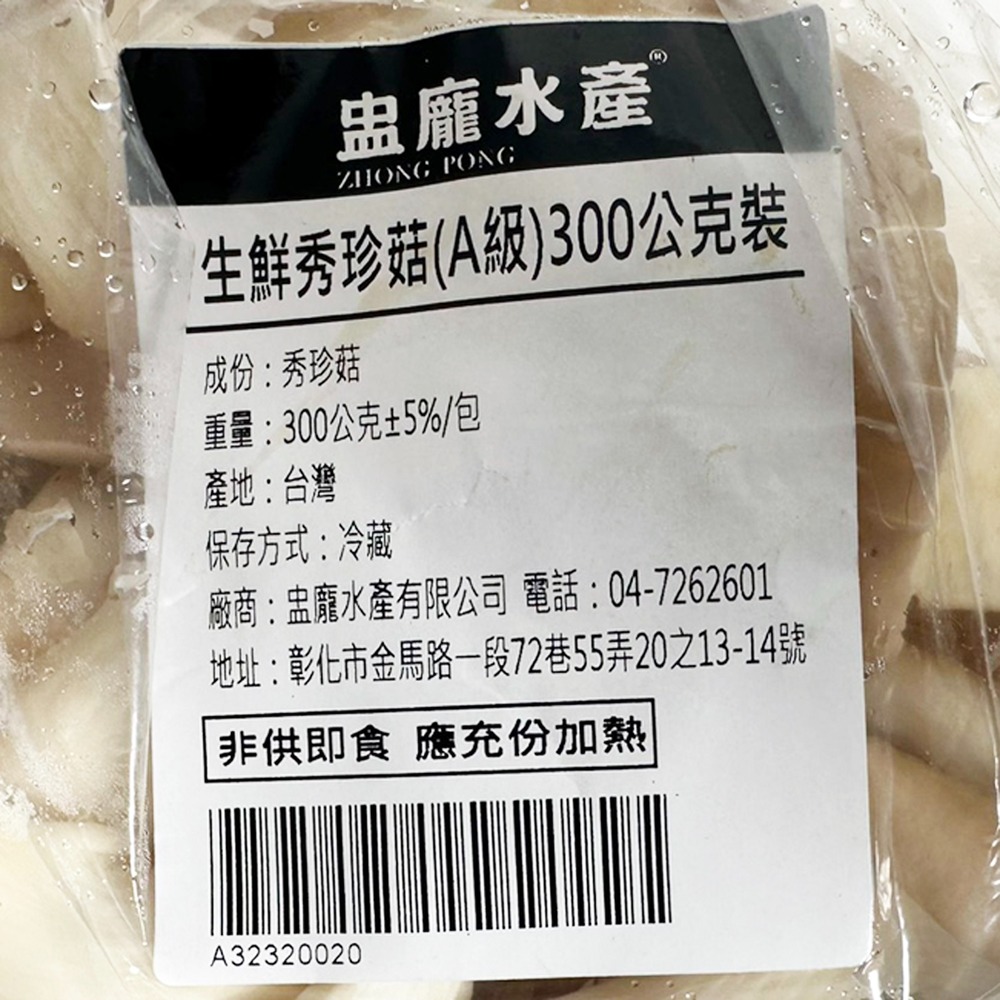 盅龐水產®
ZHONG PONG
生鮮秀珍菇(A級)300公克裝
成份：秀珍菇
重量：300公克±5%/包
產地：台灣
保存方式：冷藏
廠商：盅龐水產有限公司 電話：04-7262601
地址：彰化市金馬路一段72巷55弄20之13-14號
非供即食 應充份加熱
A32320020